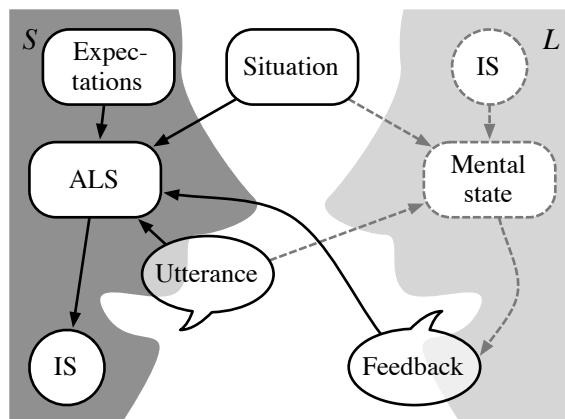 S
Expec-
tations
Situation
IS
L
ALS
Mental
state
Utterance
IS
Feedback